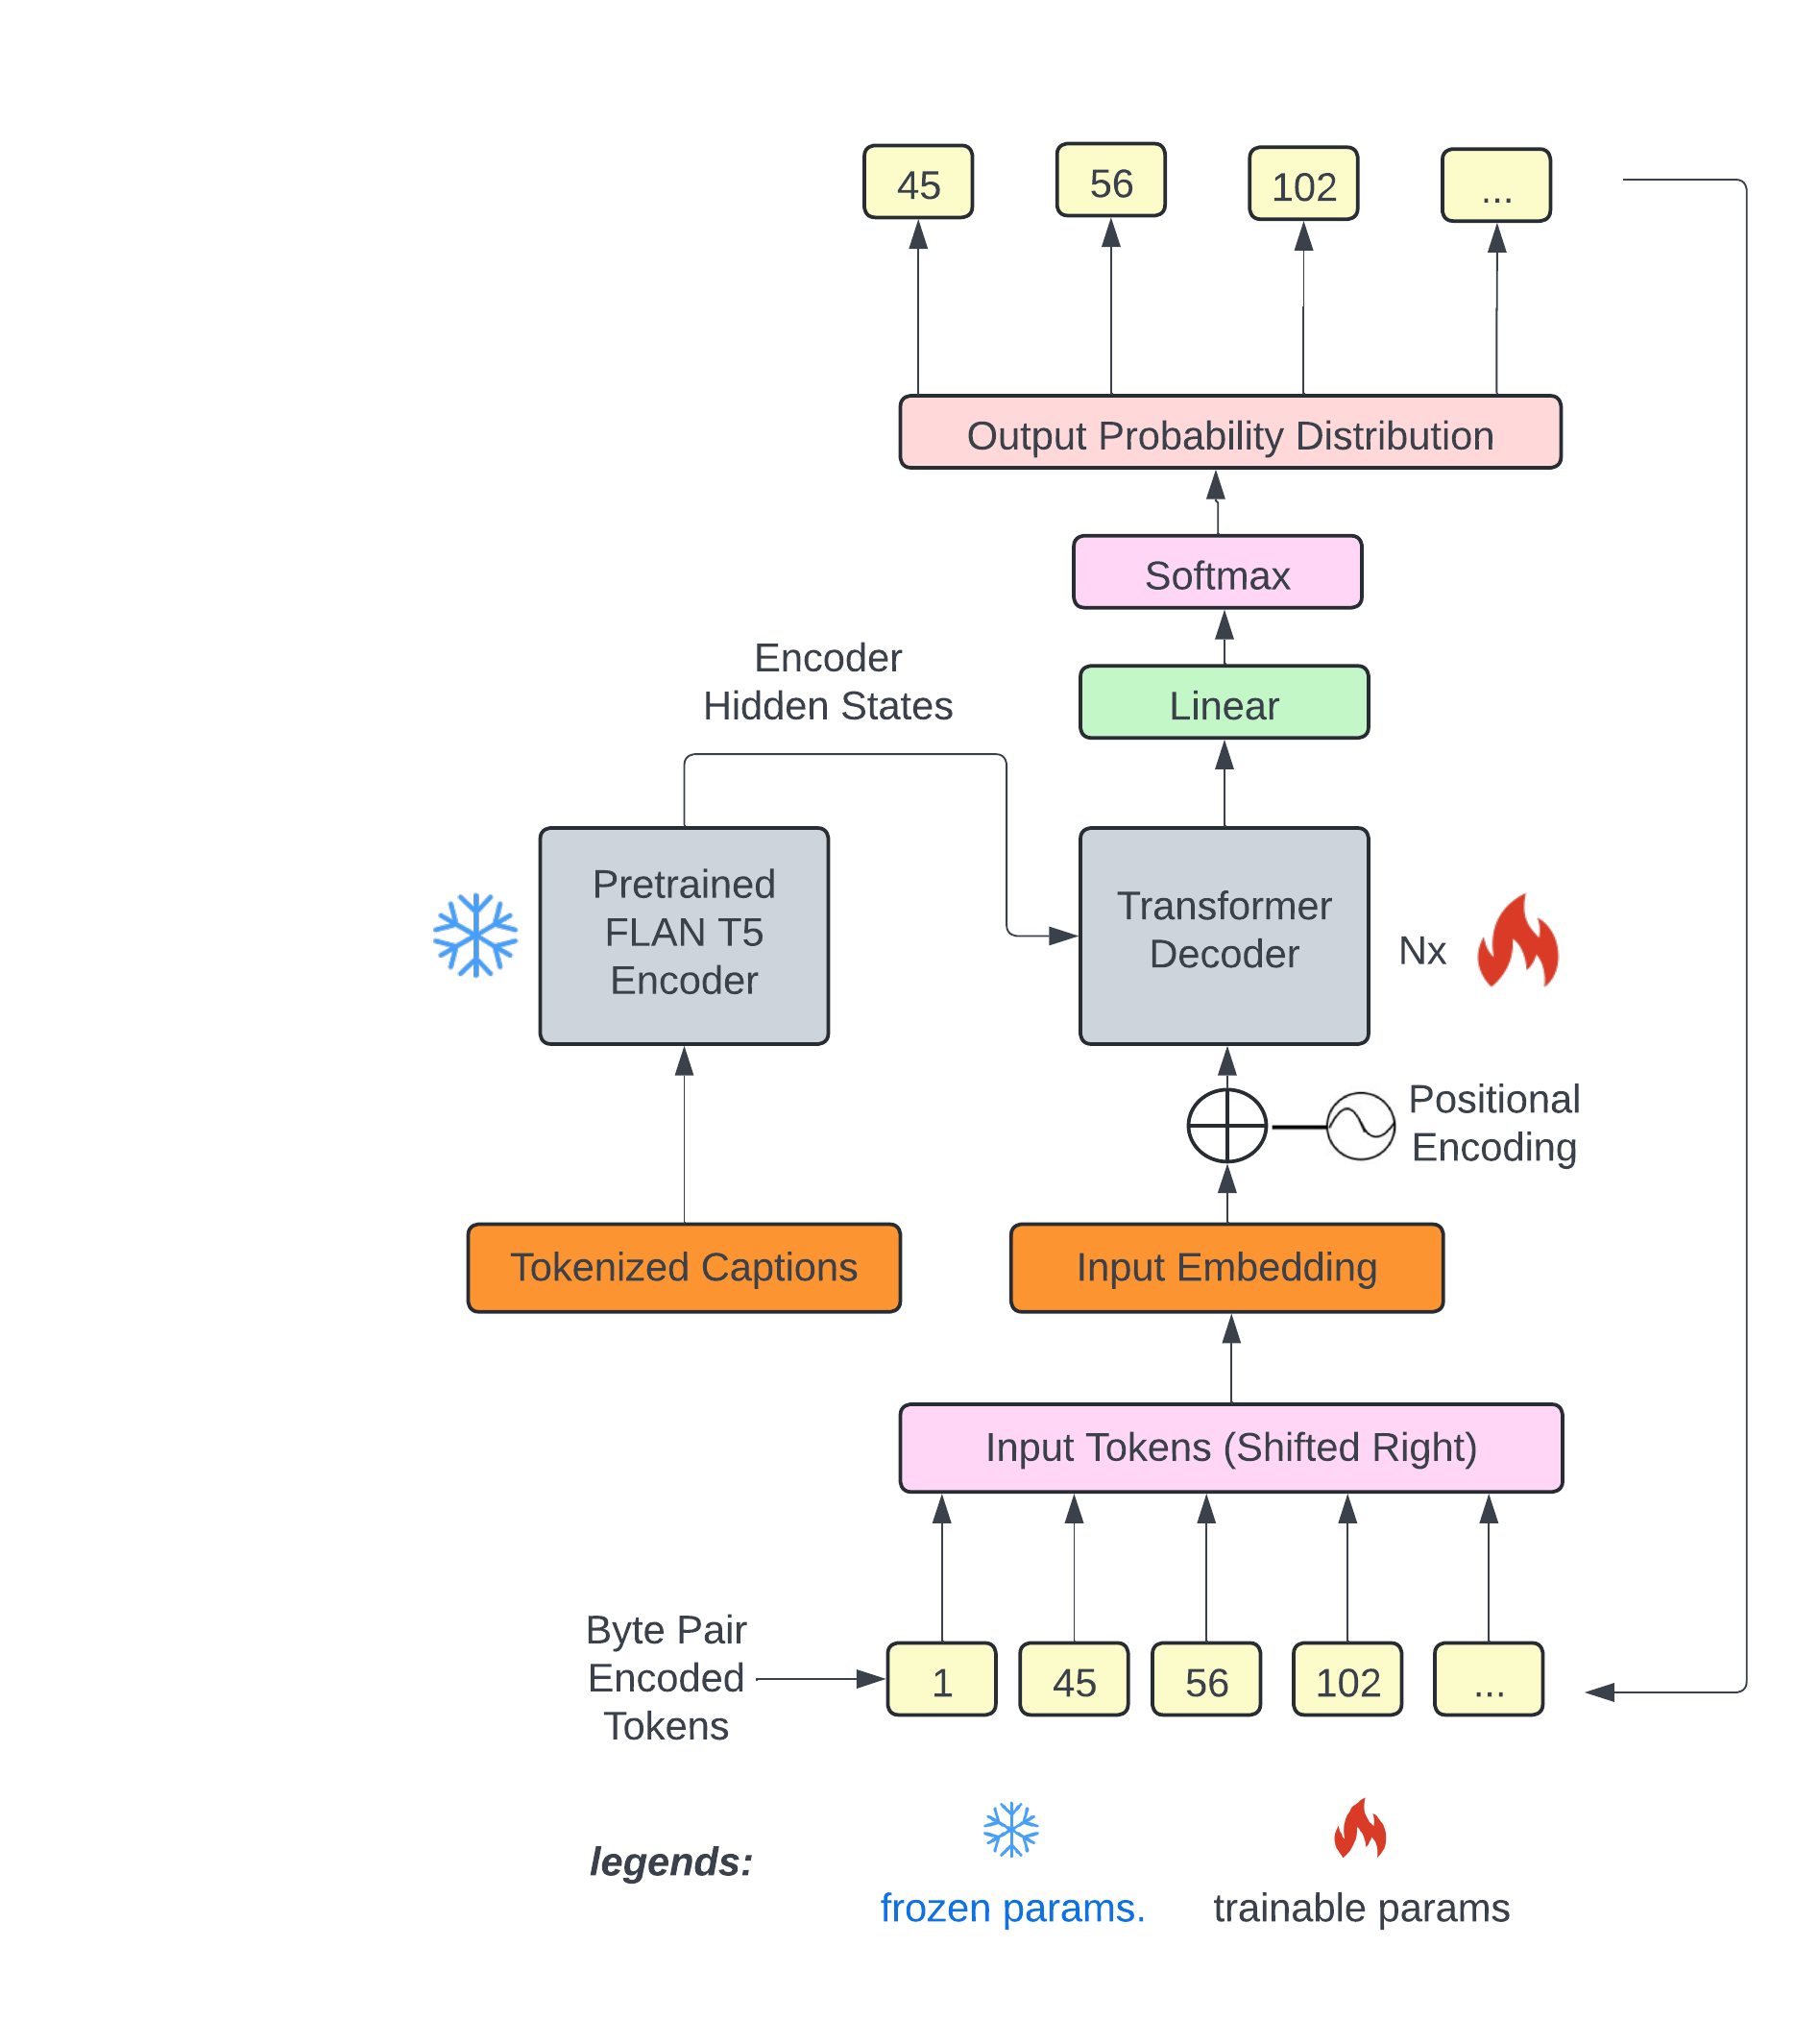 45
56
102
...
Output Probability Distribution
Softmax
Encoder
Hidden States
Linear
Pretrained
FLAN T5
Encoder
Transformer
Decoder
Nx
Positional
Encoding
Tokenized Captions
Input Embedding
Input Tokens (Shifted Right)
Byte Pair
Encoded
Tokens
1
45
56
102
...
legends:
frozen params.
trainable params